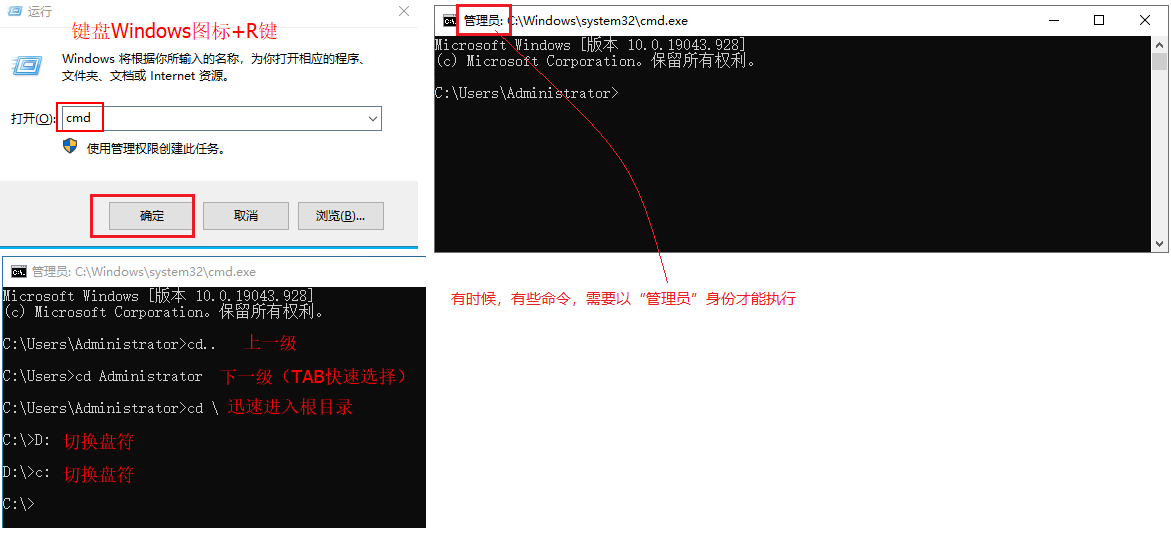 运行
键盘Windows图标+R键
Windows 将根据你所输入的名称，为你打开相应的程序、
文件夹、文档或 Internet 资源。
打开(O):
cmd
使用管理权限创建此任务。
确定
取消
浏览(B)...
管理员: C:\Windows\system32\cmd.exe
Microsoft Windows [版本 10.0.19043.928]
(c) Microsoft Corporation。保留所有权利。
C:\Users\Administrator>
有时候，有些命令，需要以“管理员”身份才能执行
管理员: C:\Windows\system32\cmd.exe
Microsoft Windows [版本 10.0.19043.928]
(c) Microsoft Corporation。保留所有权利。
C:\Users\Administrator>cd.. 上一级
C:\Users>cd Administrator 下一级（TAB快速选择）
C:\Users\Administrator>cd \ 迅速进入根目录
C:\>D: 切换盘符
D:\>c: 切换盘符
C:\>